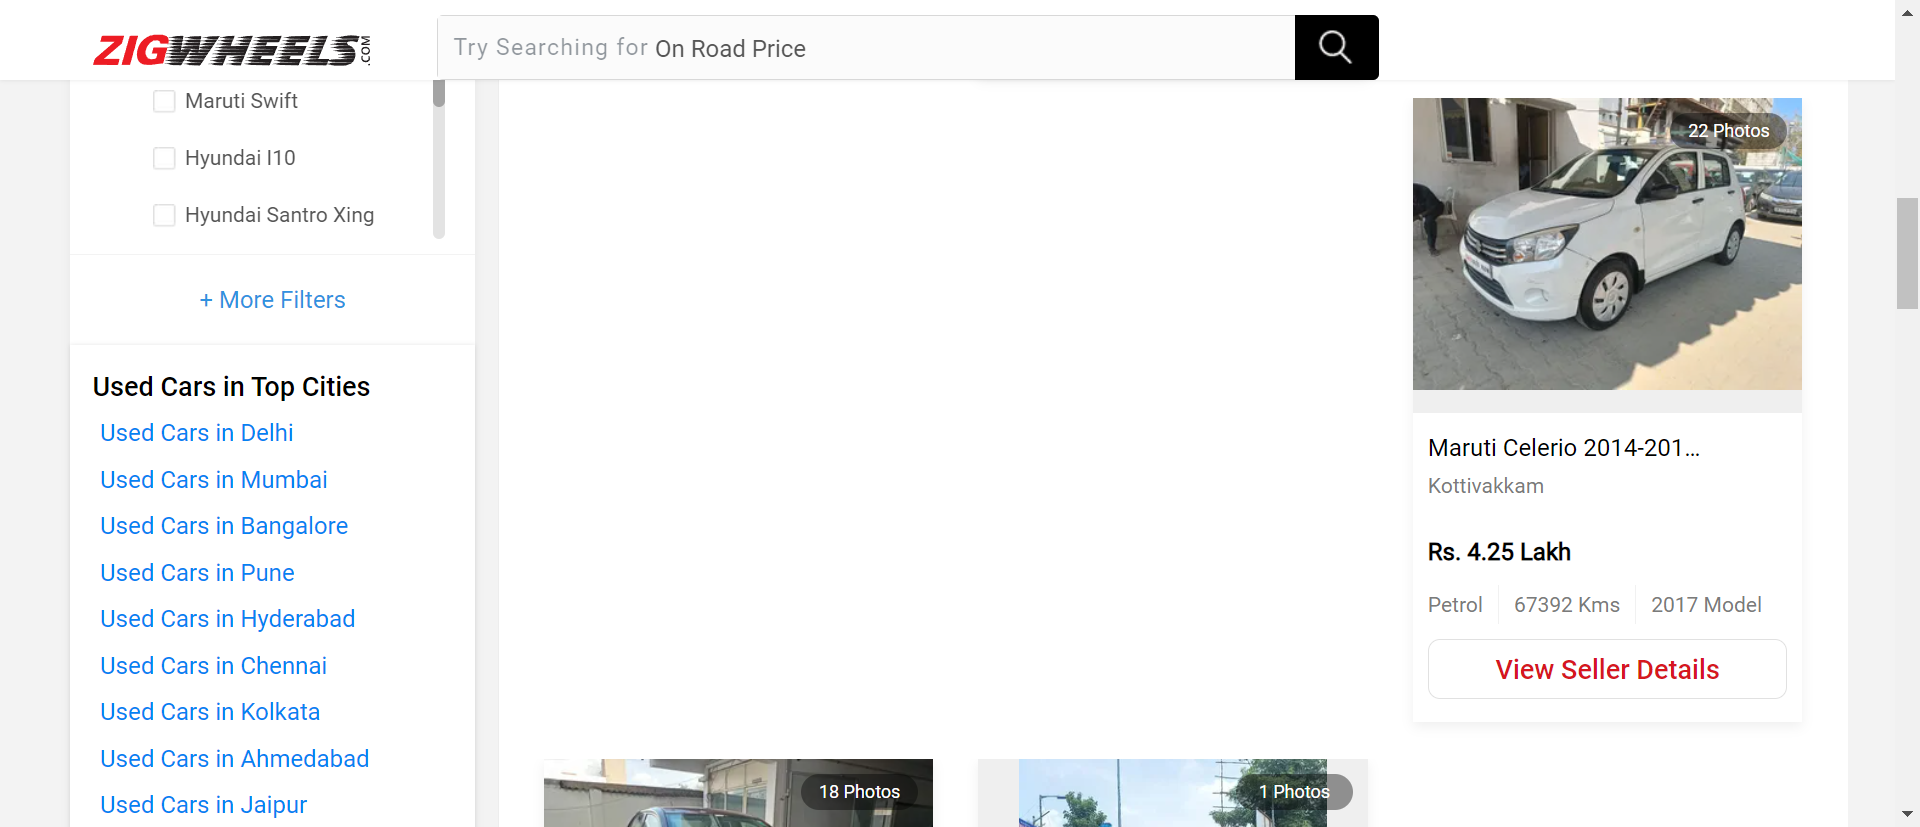 ZIGWHEELS.COM
Try Searching for On Road Price
Maruti Swift
Hyundai I10
Hyundai Santro Xing
+ More Filters
Used Cars in Top Cities
Used Cars in Delhi
Used Cars in Mumbai
Used Cars in Bangalore
Used Cars in Pune
Used Cars in Hyderabad
Used Cars in Chennai
Used Cars in Kolkata
Used Cars in Ahmedabad
Used Cars in Jaipur
22 Photos
Maruti Celerio 2014-201...
Kottivakkam
Rs. 4.25 Lakh
Petrol 67392 Kms 2017 Model
View Seller Details
18 Photos
1 Photos